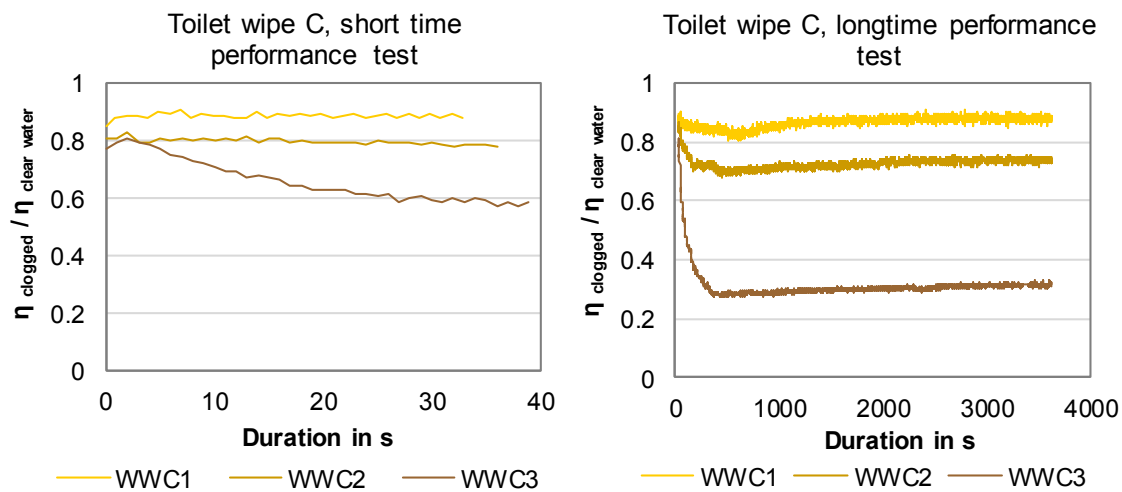 Toilet wipe C, short time
performance test
η clogged / η clear water
1
0.8
0.6
0.4
0.2
0
0 10 20 30 40
Duration in s
WWC1 WWC2 WWC3
Toilet wipe C, longtime performance
test
η clogged / η clear water
1
0.8
0.6
0.4
0.2
0
0 1000 2000 3000 4000
Duration in s
WWC1 WWC2 WWC3